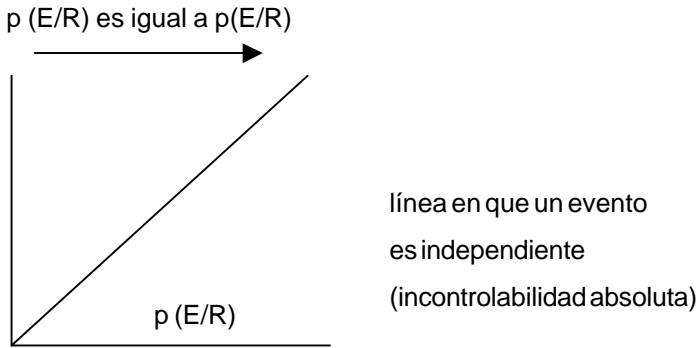 p (E/R) es igual a p(E/R)
línea en que un evento
es independiente
(incontrolabilidad absoluta)
p (E/R)